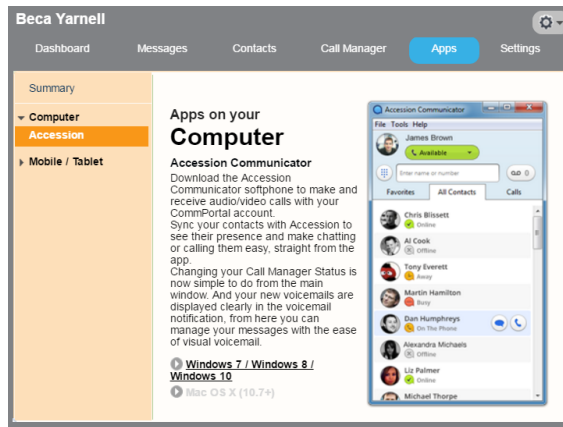 Beca Yarnell
Dashboard
Messages
Contacts
Call Manager
Apps
Settings
Summary
Computer
Accession
Mobile / Tablet
Apps on your
Computer
Accession Communicator
Download the Accession
Communicator softphone to make and
receive audio/video calls with your
CommPortal account.
Sync your contacts with Accession to
see their presence and make chatting
or calling them easy, straight from the
app.
Changing your Call Manager Status is
now simple to do from the main
window. And your new voicemails are
displayed clearly in the voicemail
notification, from here you can
manage your messages with the ease
of visual voicemail.
Windows 7 / Windows 8 /
Windows 10
Mac OS X (10.7+)
Accession Communicator
File Tools Help
James Brown
Available
Enter name or number
0
Favorites
All Contacts
Calls
Chris Blissett
Online
Al Cook
Offline
Tony Everett
Away
Martin Hamilton
Busy
Dan Humphreys
On The Phone
Alexandra Michaels
Offline
Liz Palmer
Online
Michael Thorpe